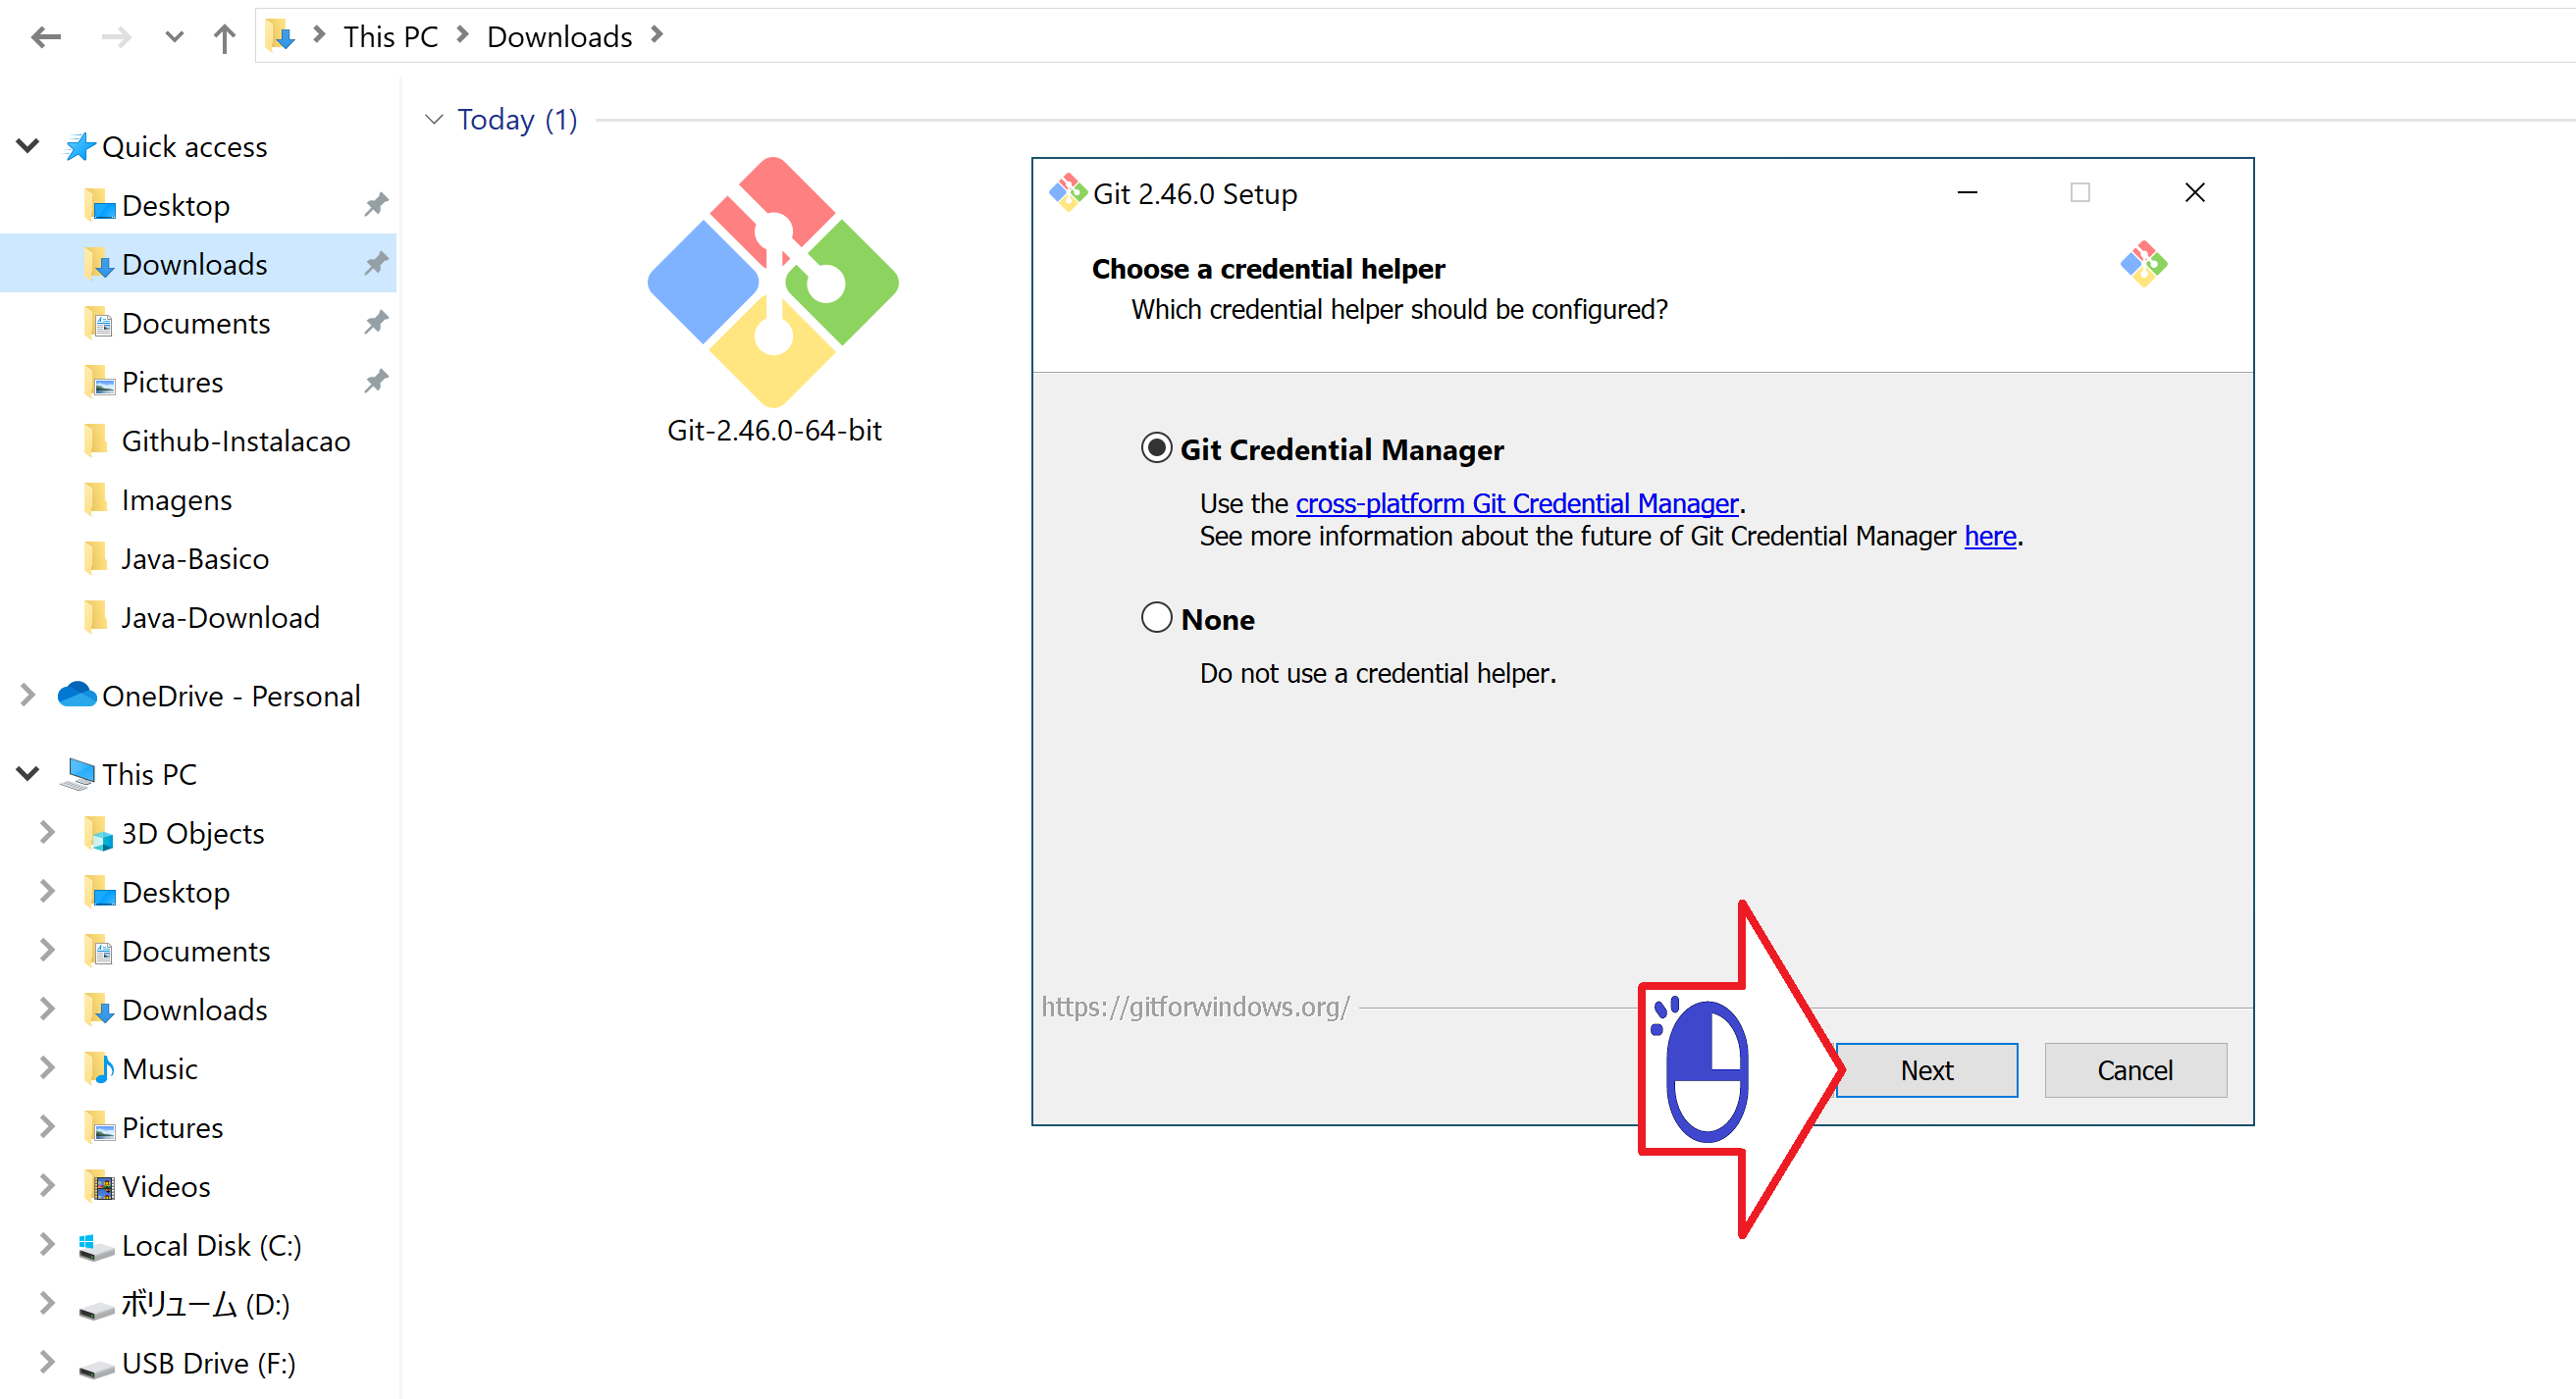 This PC Downloads
Today (1)
Quick access
Desktop
Downloads
Documents
Pictures
Github-Instalacao
Imagens
Java-Basico
Java-Download
OneDrive - Personal
This PC
3D Objects
Desktop
Documents
Downloads
Music
Pictures
Videos
Local Disk (C:)
ボリューム (D:)
USB Drive (F:)
Git-2.46.0-64-bit
Git 2.46.0 Setup
Choose a credential helper
Which credential helper should be configured?
Git Credential Manager
Use the cross-platform Git Credential Manager.
See more information about the future of Git Credential Manager here.
None
Do not use a credential helper.
https://gitforwindows.org/
Next
Cancel